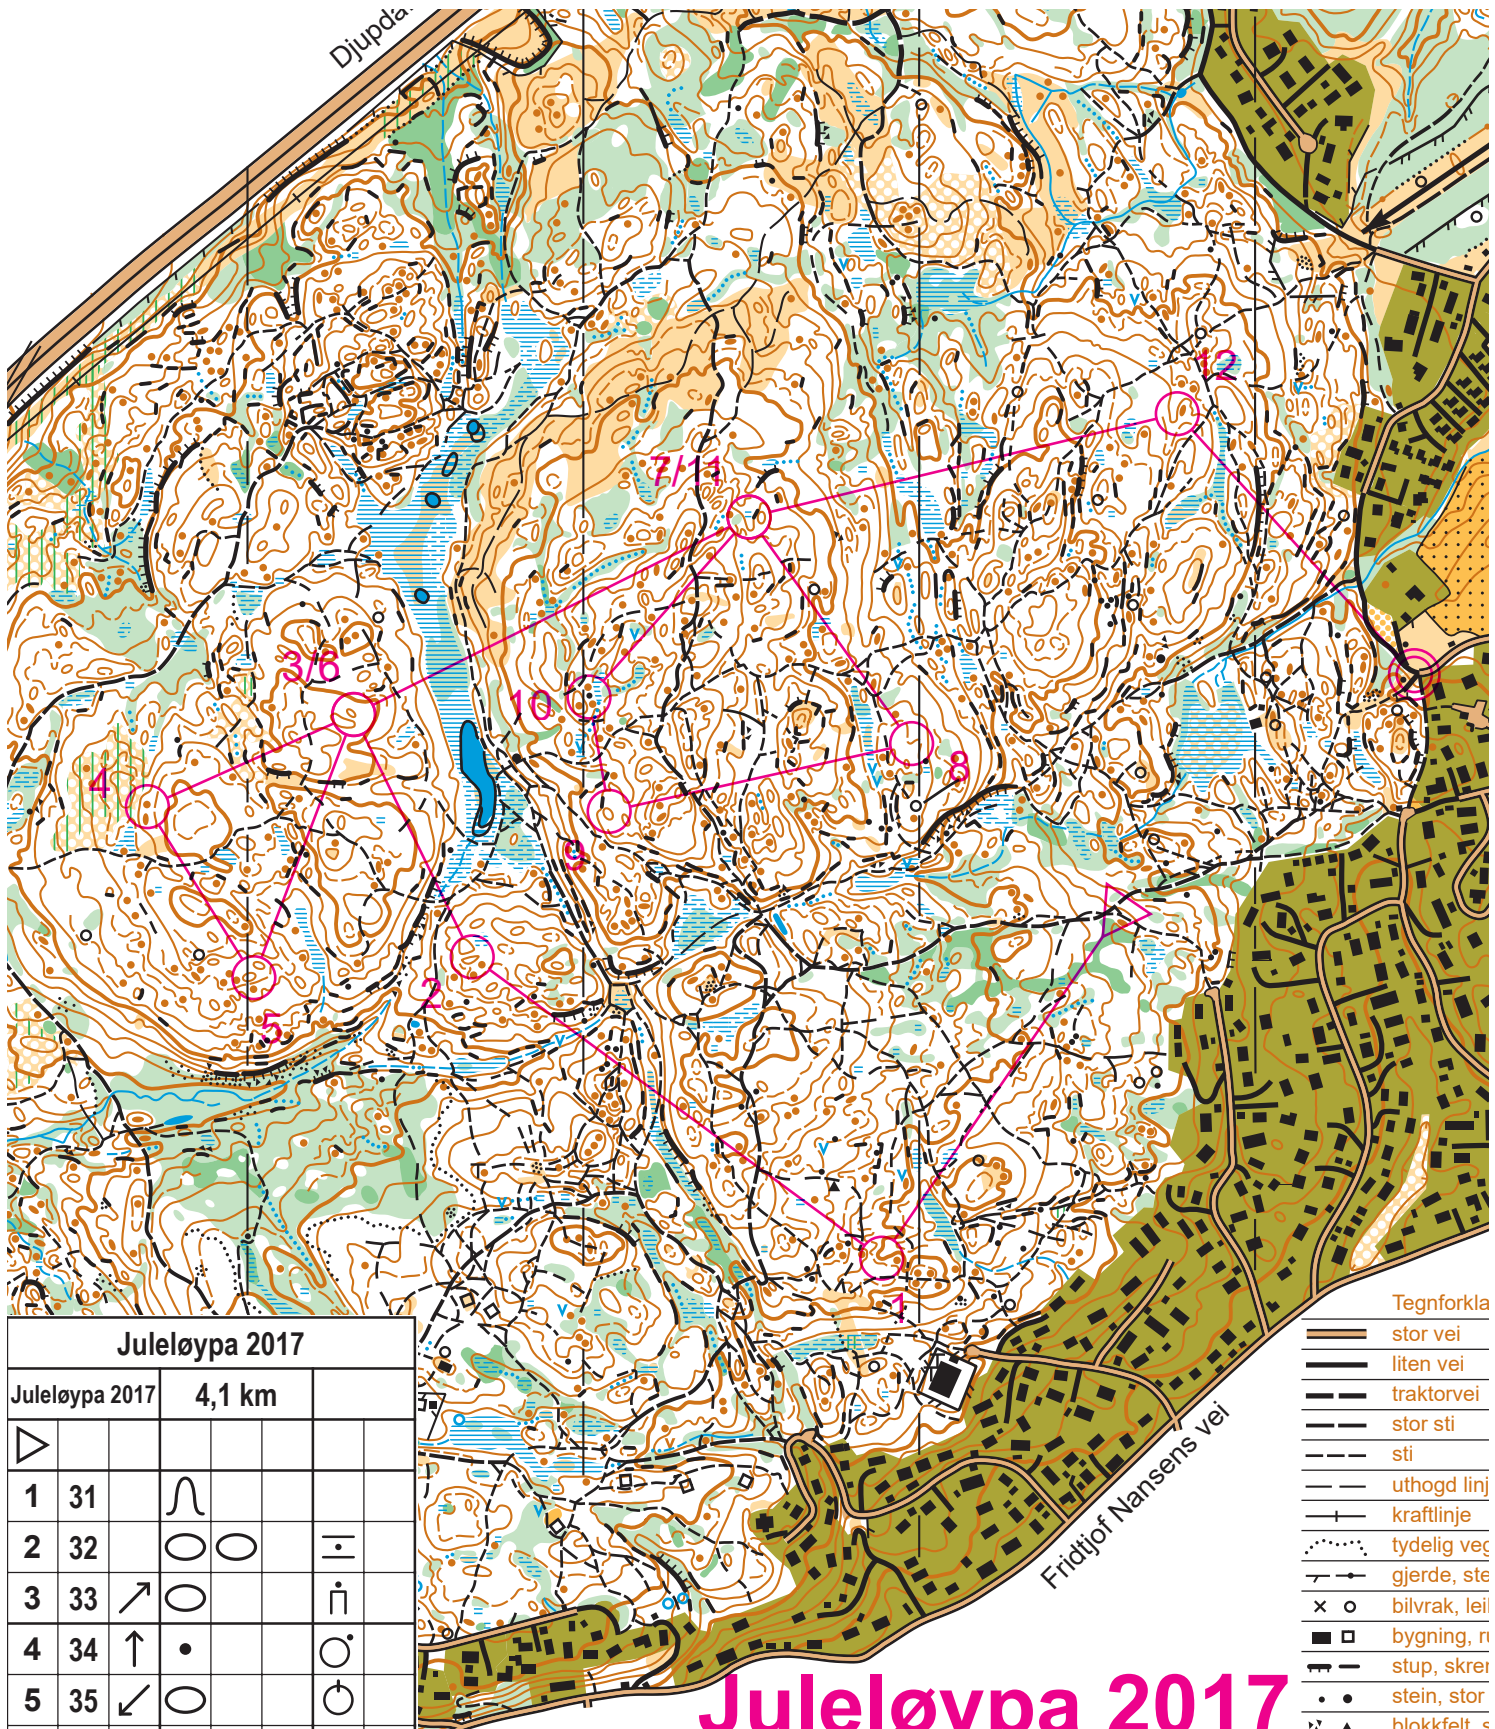 Djupda
12
7/11
3/6
10
4
8
9
2
5
1
Juleløypa 2017
Juleløypa 2017 4,1 km
1 31
2 32
3 33
4 34
5 35
Fridtjof Nansens vei
Tegnforkla
stor vei
liten vei
traktorvei
stor sti
sti
uthogd linj
kraftlinje
tydelig veg
gjerde, ste
bilvrak, lei
bygning, ru
stup, skren
stein, stor
blokkfelt, s
Juleløypa 2017